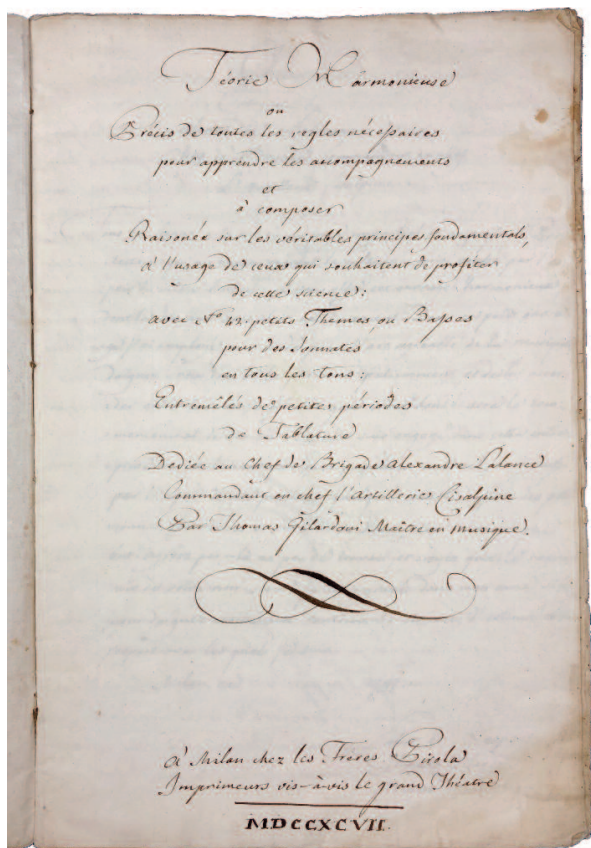 Téorie Harmonieuse
ou
Précis de toutes les regles nécessaires
pour apprendre les accompagnements
et
à composer
Raisonée sur les véritables principes fondamentals,
à l'usage de ceux qui souhaitent de profiter
de cette science:
avec N.º 42 petits Themes, ou Basses
pour des Sonnates
en tous les tons:
Entremêlés de petites périodes
de Tablature
Dediée au Chef de Brigade Alexandre Lalance
Commandant en chef l'Artillerie Cisalpine
Par Thomas Gilardoni Maître en musique.
à Milan chez les Freres Pirola
Imprimeurs vis-à-vis le grand Théatre
MDCCXCVII.